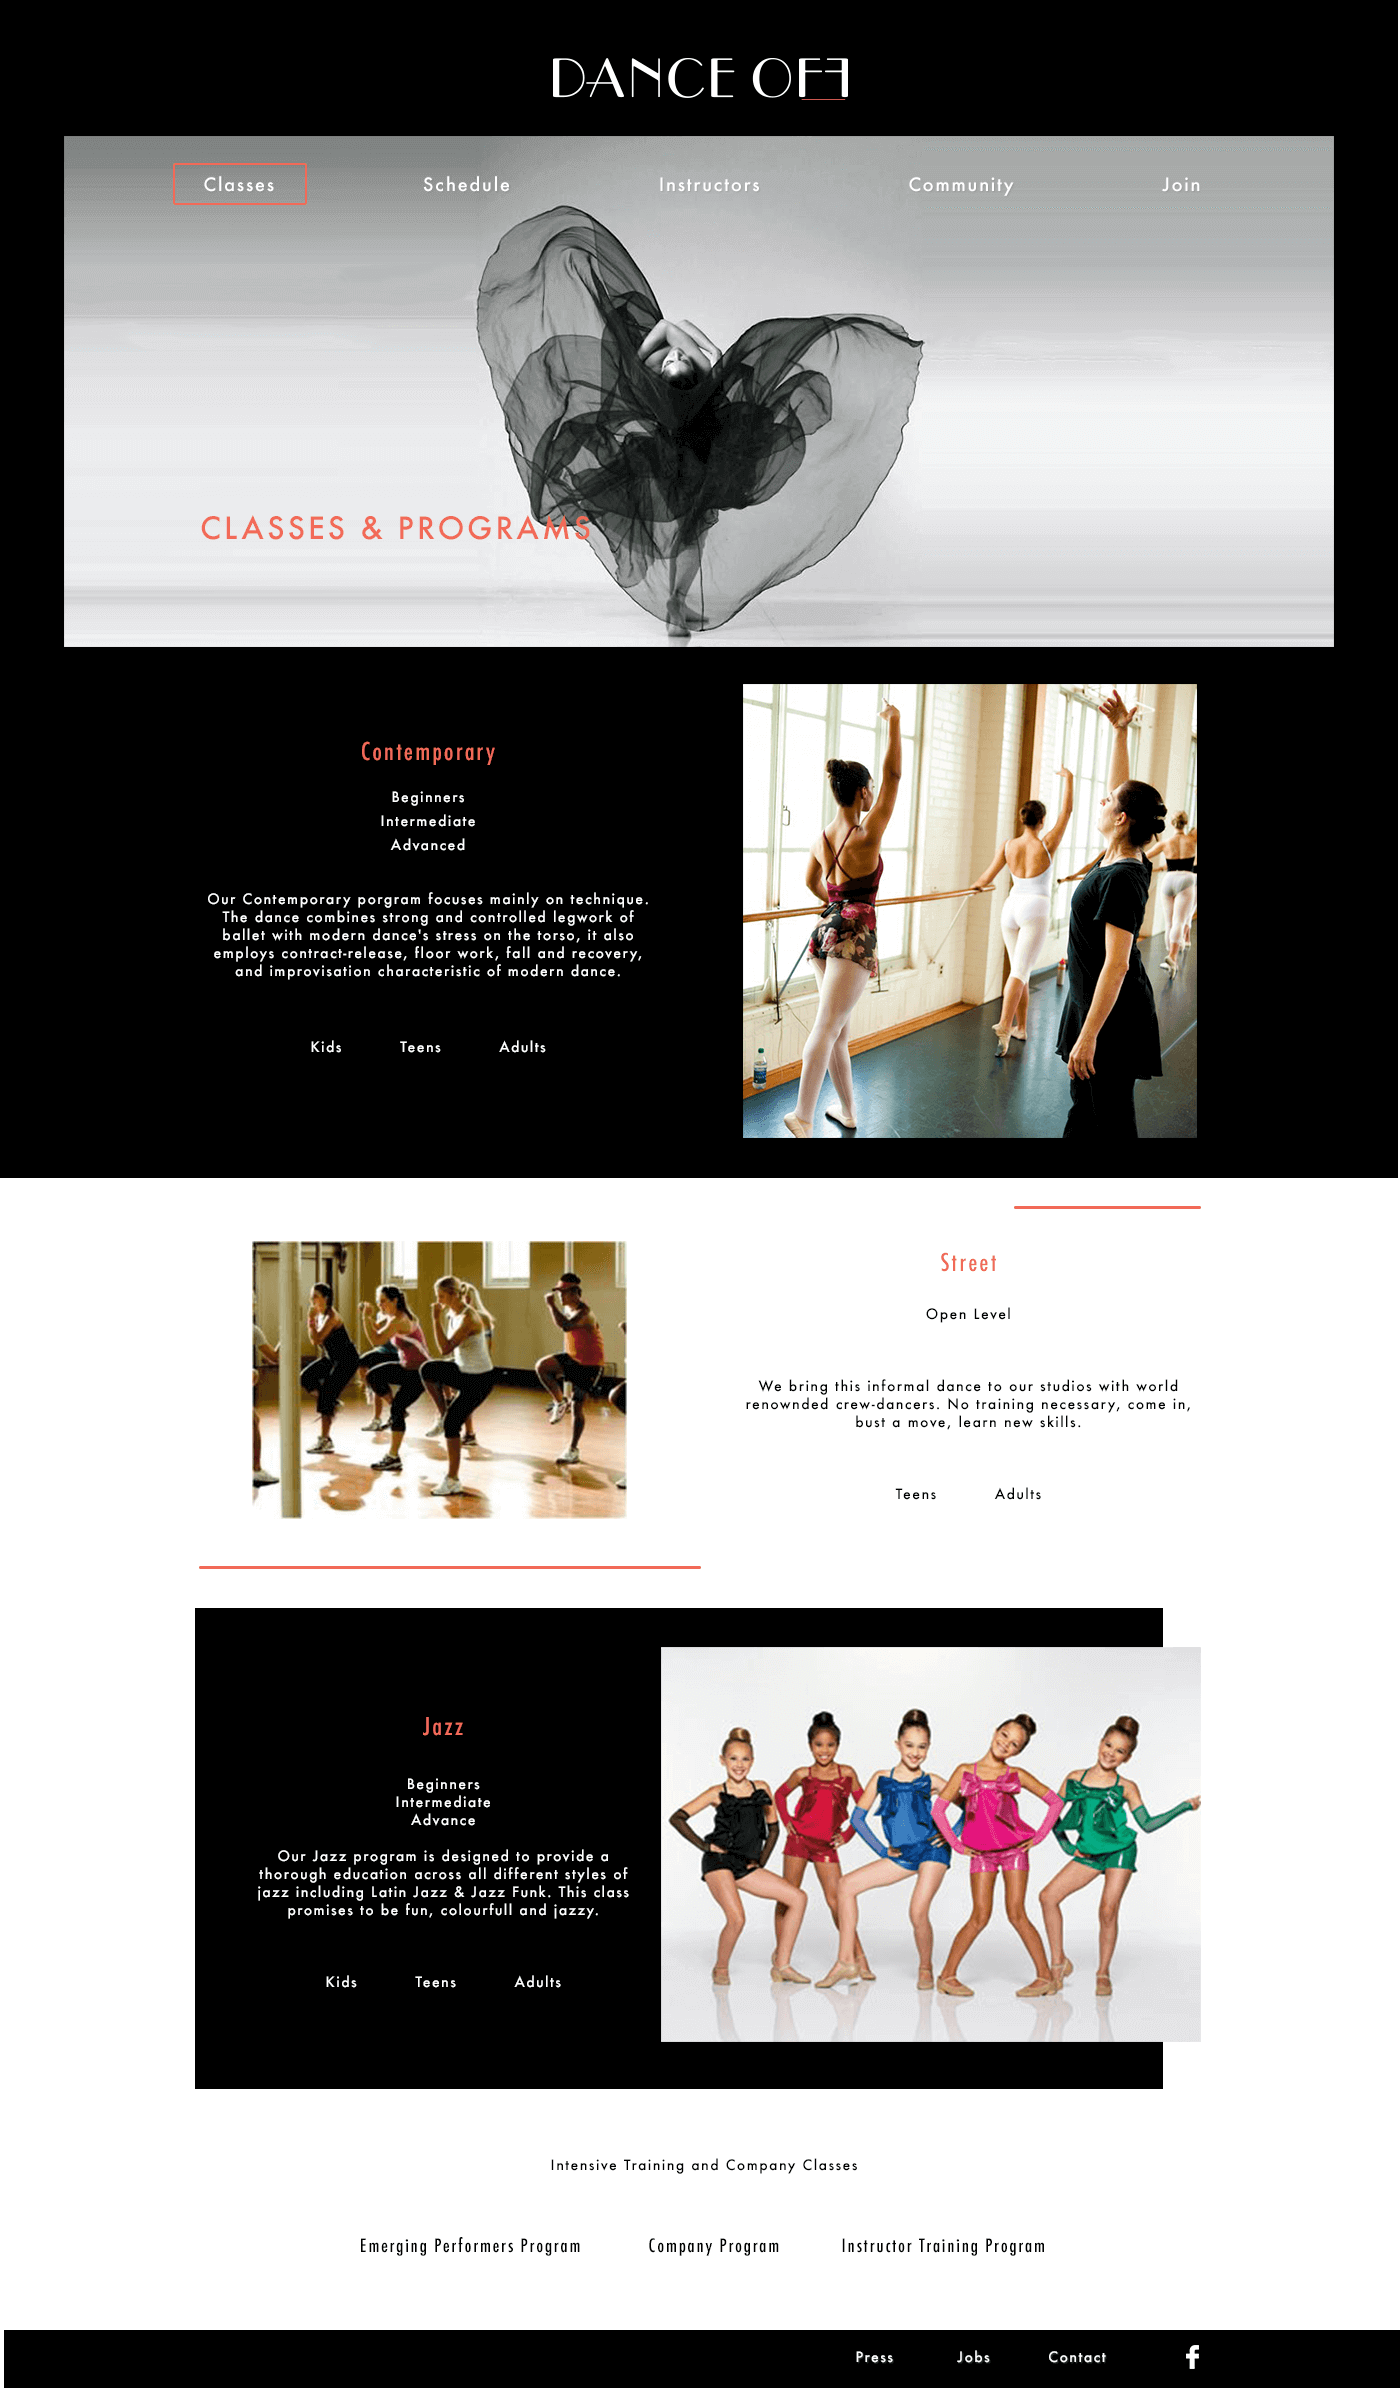 DANCE OFF
Classes Schedule Instructors Community Join
CLASSES & PROGRAMS
Contemporary
Beginners
Intermediate
Advanced
Our Contemporary porgram focuses mainly on technique.
The dance combines strong and controlled legwork of
ballet with modern dance's stress on the torso, it also
employs contract-release, floor work, fall and recovery,
and improvisation characteristic of modern dance.
Kids Teens Adults
Street
Open Level
We bring this informal dance to our studios with world
renownded crew-dancers. No training necessary, come in,
bust a move, learn new skills.
Teens Adults
Jazz
Beginners
Intermediate
Advance
Our Jazz program is designed to provide a
thorough education across all different styles of
jazz including Latin Jazz & Jazz Funk. This class
promises to be fun, colourfull and jazzy.
Kids Teens Adults
Intensive Training and Company Classes
Emerging Performers Program Company Program Instructor Training Program
Press Jobs Contact f